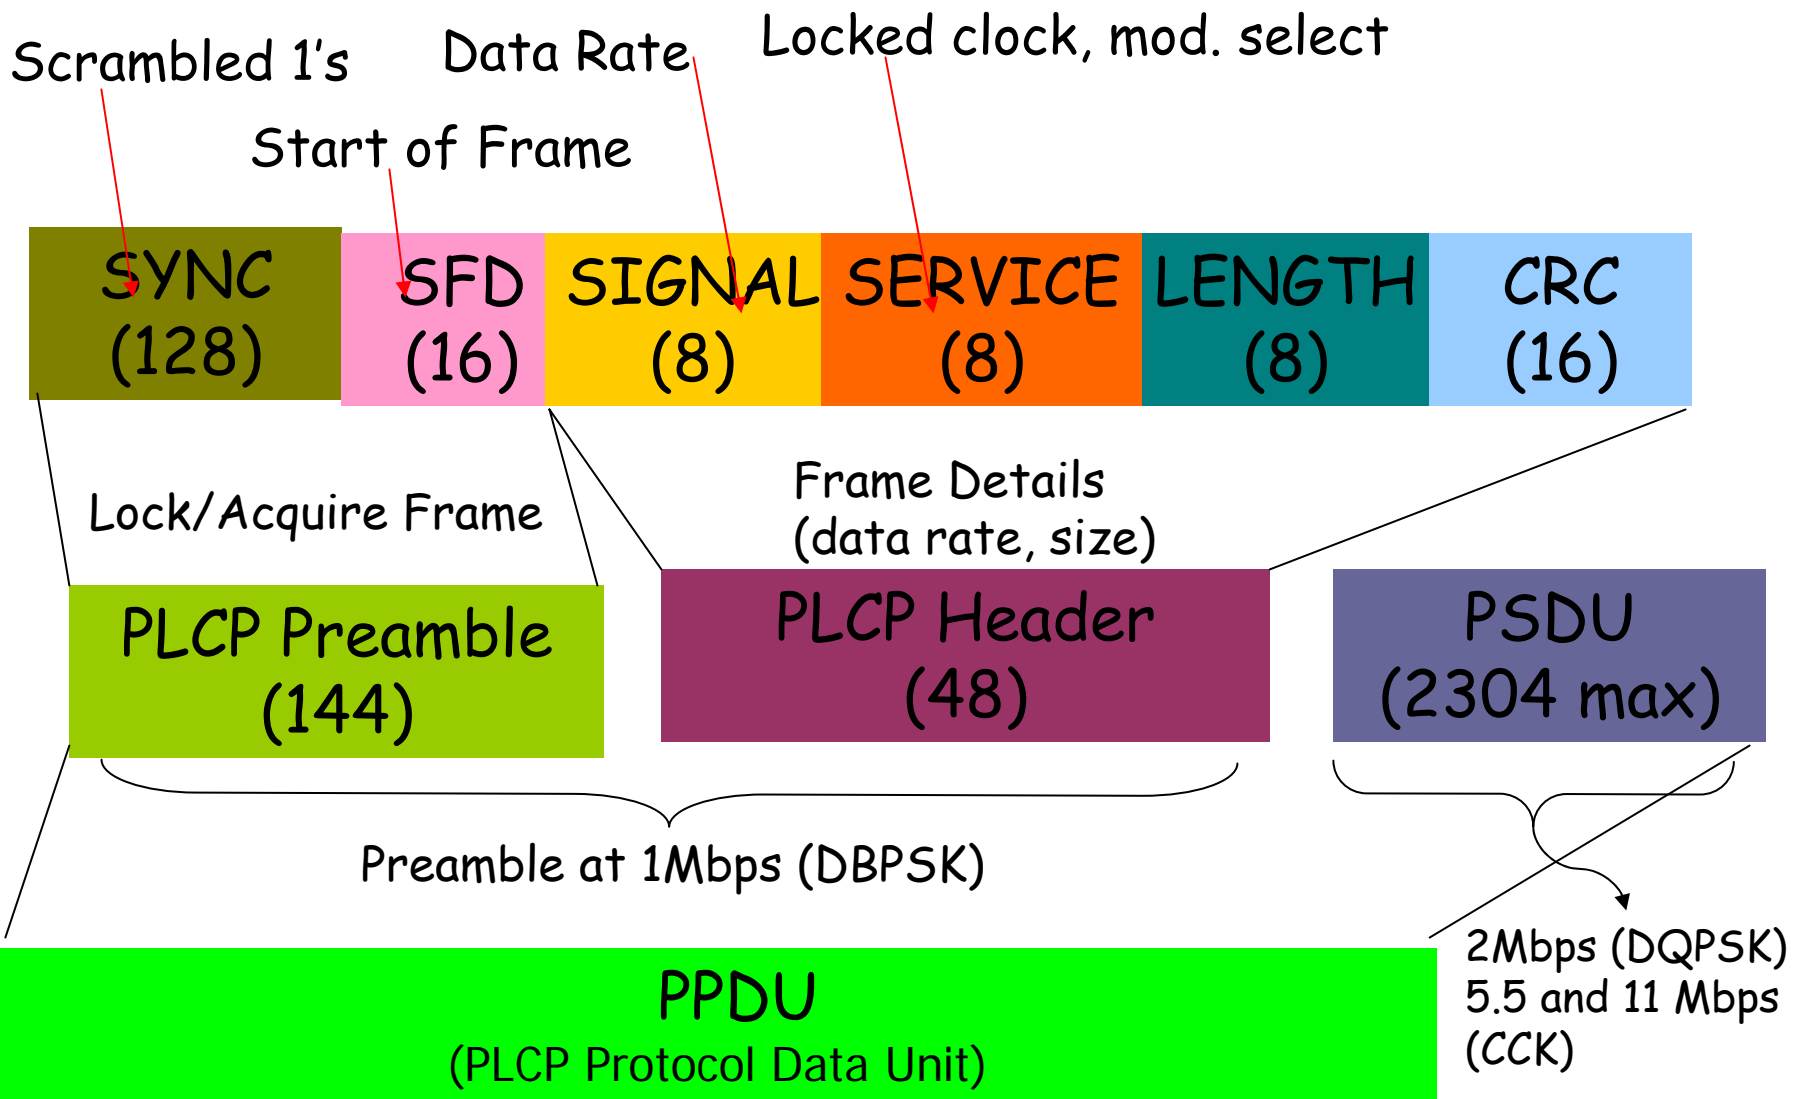 Scrambled 1's
Data Rate
Locked clock, mod. select
Start of Frame
SYNC
(128)
SFD
(16)
SIGNAL
(8)
SERVICE
(8)
LENGTH
(8)
CRC
(16)
Lock/Acquire Frame
Frame Details
(data rate, size)
PLCP Preamble
(144)
PLCP Header
(48)
PSDU
(2304 max)
Preamble at 1Mbps (DBPSK)
2Mbps (DQPSK)
5.5 and 11 Mbps
(CCK)
PPDU
(PLCP Protocol Data Unit)